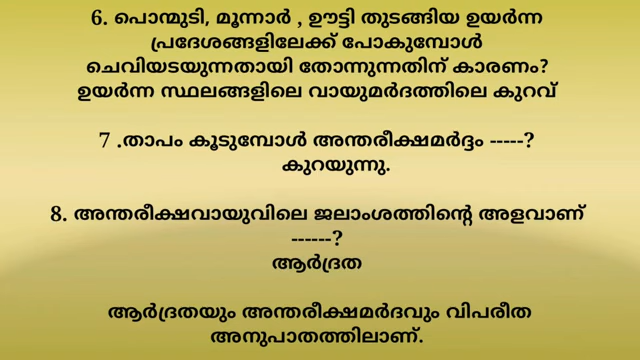 6. പൊന്മുടി, മൂന്നാർ , ഊട്ടി തുടങ്ങിയ ഉയർന്ന
പ്രദേശങ്ങളിലേക്ക് പോകുമ്പോൾ
ചെവിയടയുന്നതായി തോന്നുന്നതിന് കാരണം?
ഉയർന്ന സ്ഥലങ്ങളിലെ വായുമർദത്തിലെ കുറവ്
7 .താപം കൂടുമ്പോൾ അന്തരീക്ഷമർദ്ദം -----?
കുറയുന്നു.
8. അന്തരീക്ഷവായുവിലെ ജലാംശത്തിന്റെ അളവാണ്
------?
ആർദ്രത
ആർദ്രതയും അന്തരീക്ഷമർദവും വിപരീത
അനുപാതത്തിലാണ്.